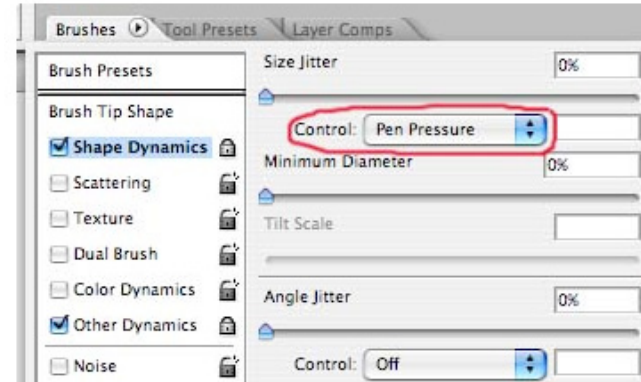 Brushes Tool Presets Layer Comps
Brush Presets
Brush Tip Shape
Shape Dynamics
Scattering
Texture
Dual Brush
Color Dynamics
Other Dynamics
Noise
Size Jitter 0%
Control: Pen Pressure
Minimum Diameter 0%
Tilt Scale
Angle Jitter 0%
Control: Off